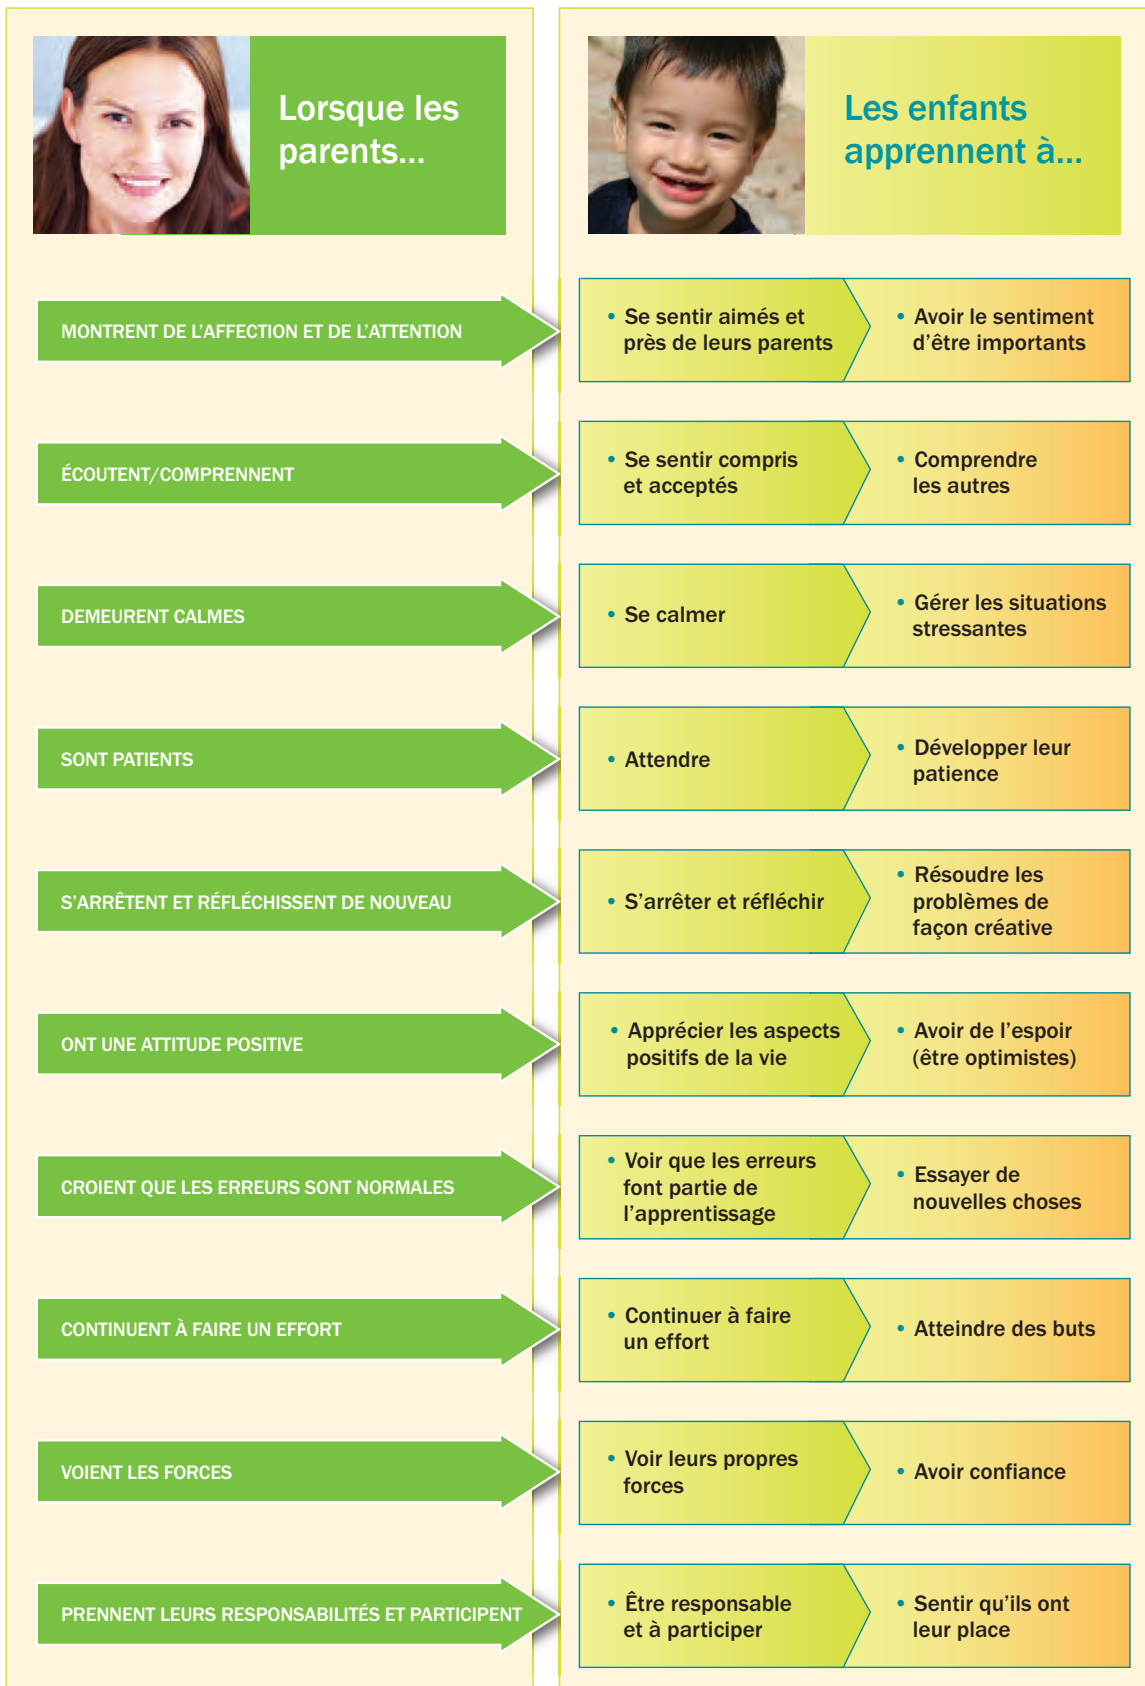 Lorsque les
parents...
Les enfants
apprennent à...
MONTRENT DE L'AFFECTION ET DE L'ATTENTION
• Se sentir aimés et
près de leurs parents
• Avoir le sentiment
d'être importants
ÉCOUTENT/COMPRENNENT
• Se sentir compris
et acceptés
• Comprendre
les autres
DEMEURENT CALMES
• Se calmer
• Gérer les situations
stressantes
SONT PATIENTS
• Attendre
• Développer leur
patience
S'ARRÊTENT ET RÉFLÉCHISSENT DE NOUVEAU
• S'arrêter et réfléchir
• Résoudre les
problèmes de
façon créative
ONT UNE ATTITUDE POSITIVE
• Apprécier les aspects
positifs de la vie
• Avoir de l'espoir
(être optimistes)
CROIENT QUE LES ERREURS SONT NORMALES
• Voir que les erreurs
font partie de
l'apprentissage
• Essayer de
nouvelles choses
CONTINUENT À FAIRE UN EFFORT
• Continuer à faire
un effort
• Atteindre des buts
VOIENT LES FORCES
• Voir leurs propres
forces
• Avoir confiance
PRENNENT LEURS RESPONSABILITÉS ET PARTICIPENT
• Être responsable
et à participer
• Sentir qu'ils ont
leur place